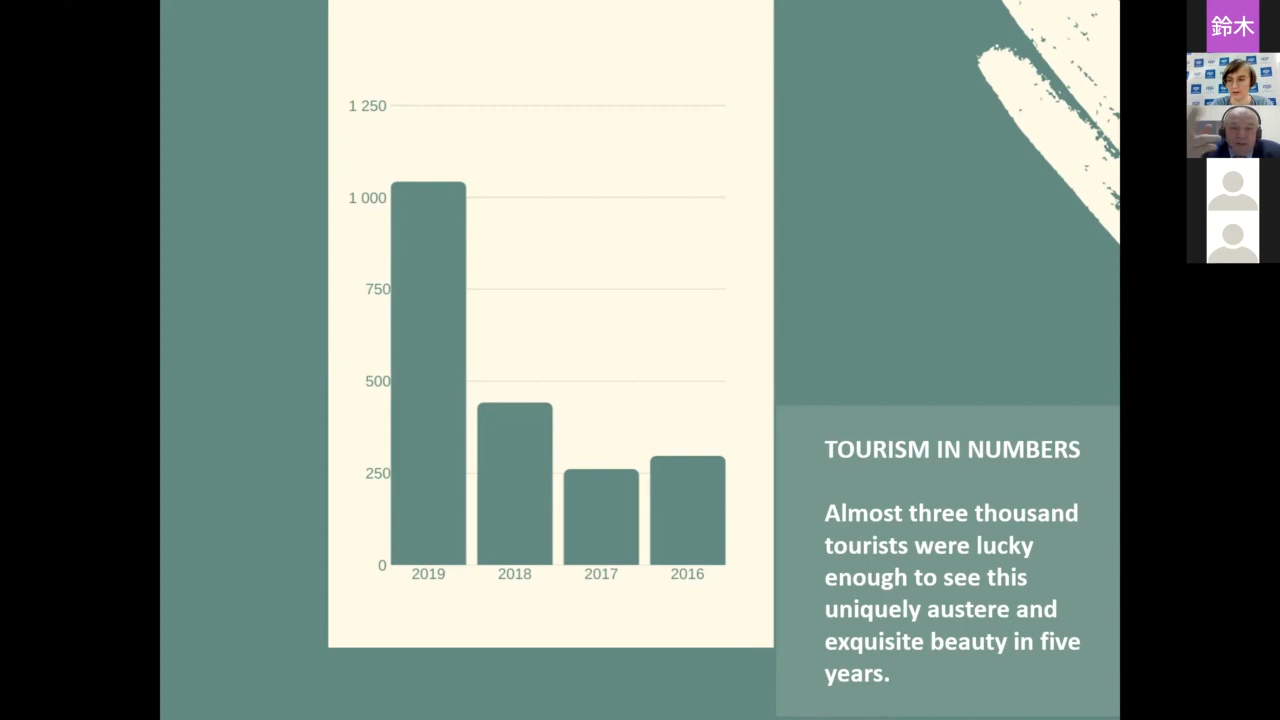 1 250
1 000
750
500
250
0
2019 2018 2017 2016
TOURISM IN NUMBERS
Almost three thousand
tourists were lucky
enough to see this
uniquely austere and
exquisite beauty in five
years.
鈴木